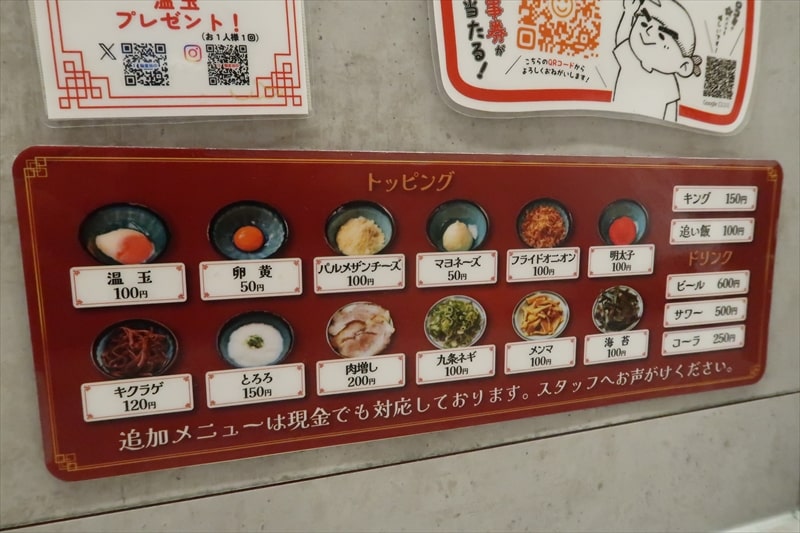 温玉
プレゼント！
（お1人様1回）
X
事券が
当たる！
こちらのQRコードから
よろしくおねがいします！
トッピング
温玉
100円
卵黄
50円
パルメザンチーズ
100円
マヨネーズ
50円
フライドオニオン
100円
明太子
100円
キクラゲ
120円
とろろ
150円
肉増し
200円
九条ネギ
100円
メンマ
100円
海苔
100円
キング 150円
追い飯 100円
ドリンク
ビール 600円
サワー 500円
コーラ 250円
追加メニューは現金でも対応しております。スタッフへお声がけください。